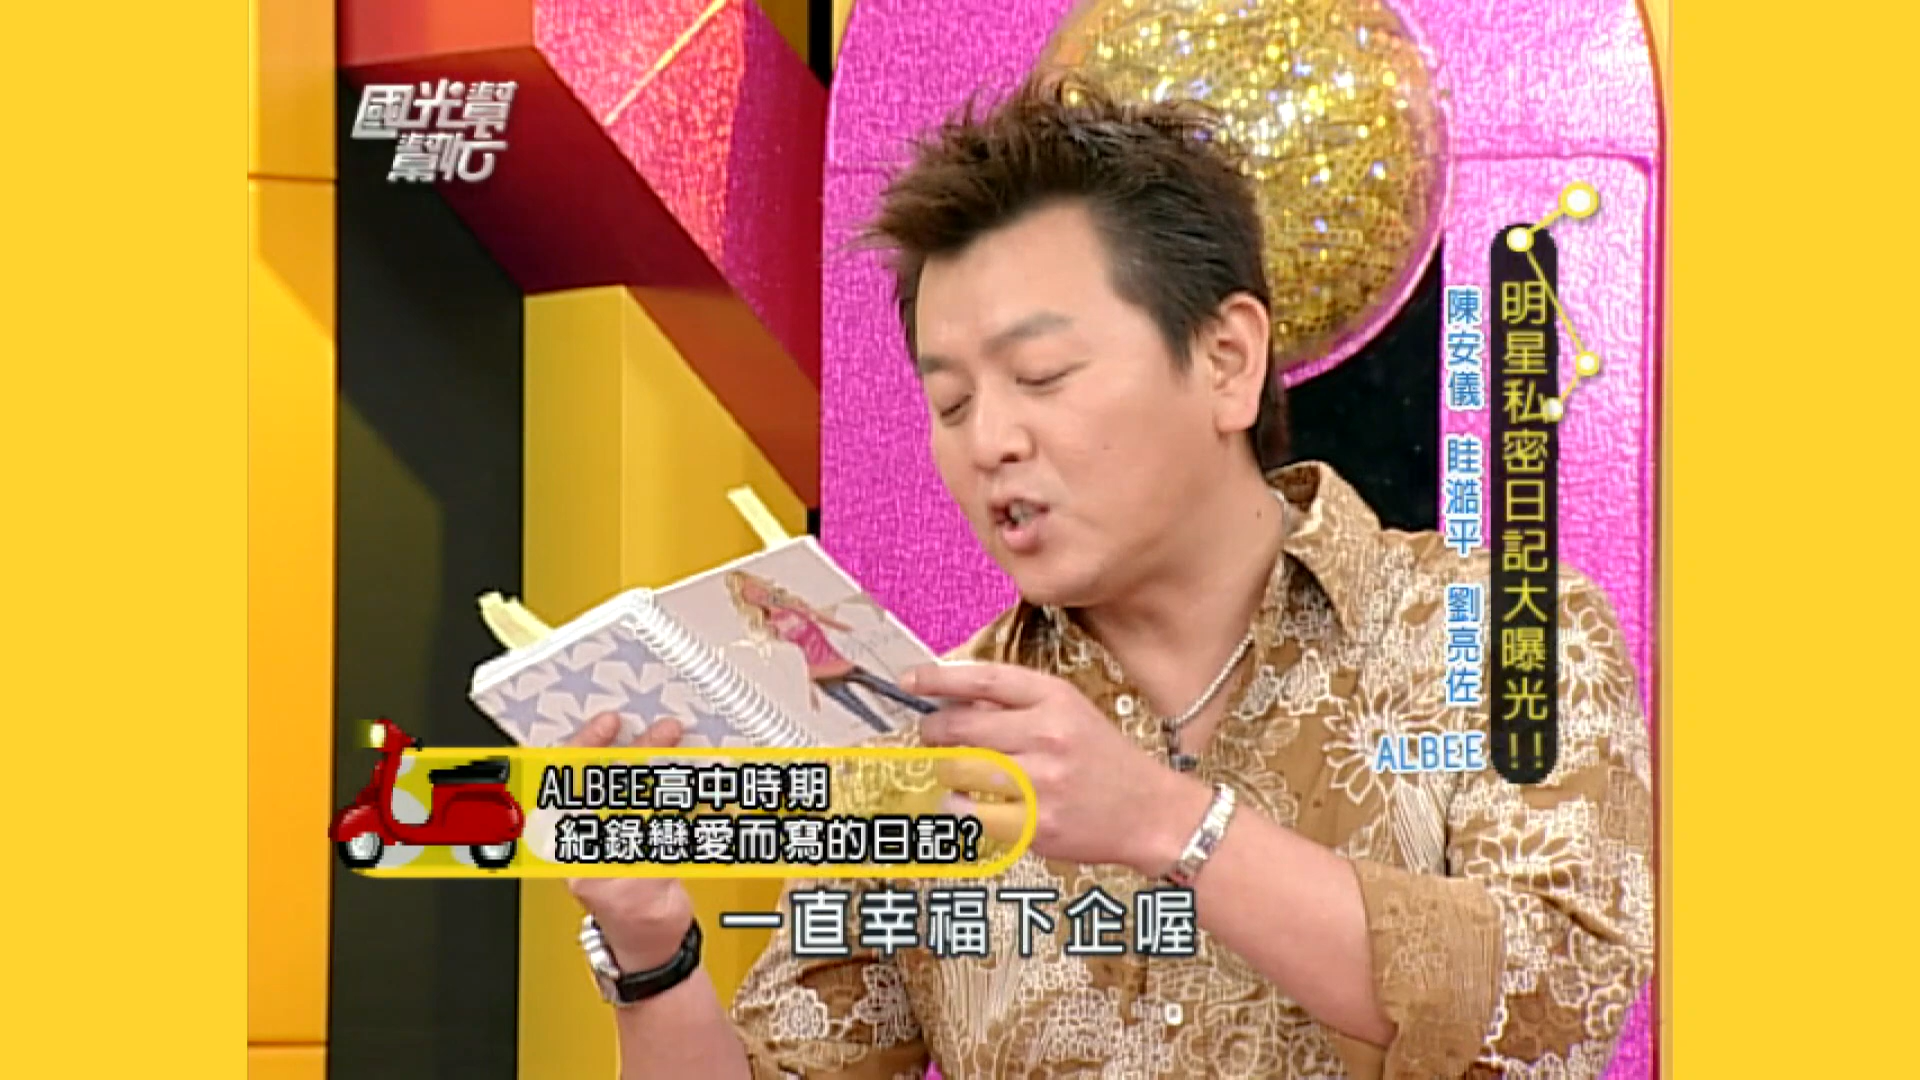 國光幫
幫忙
明星私密日記大曝光!!
陳安儀 眭澔平 劉亮佐 ALBEE
ALBEE高中時期
紀錄戀愛而寫的日記?
一直幸福下企喔